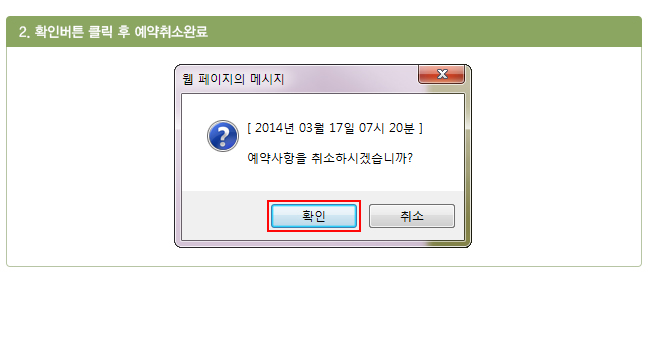 2. 확인버튼 클릭 후 예약취소완료
웹 페이지의 메시지
[ 2014년 03월 17일 07시 20분 ]
예약사항을 취소하시겠습니까?
확인 취소